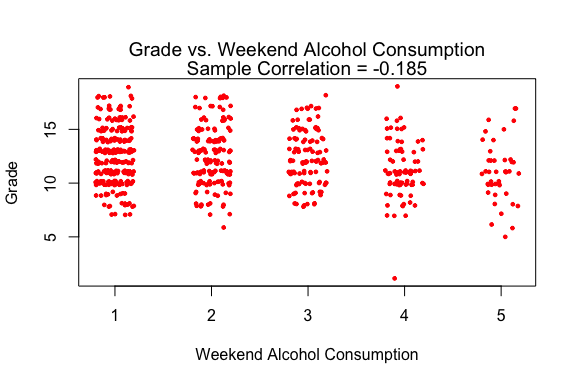 Grade vs. Weekend Alcohol Consumption
Sample Correlation = -0.185
Grade
15
10
5
1 2 3 4 5
Weekend Alcohol Consumption